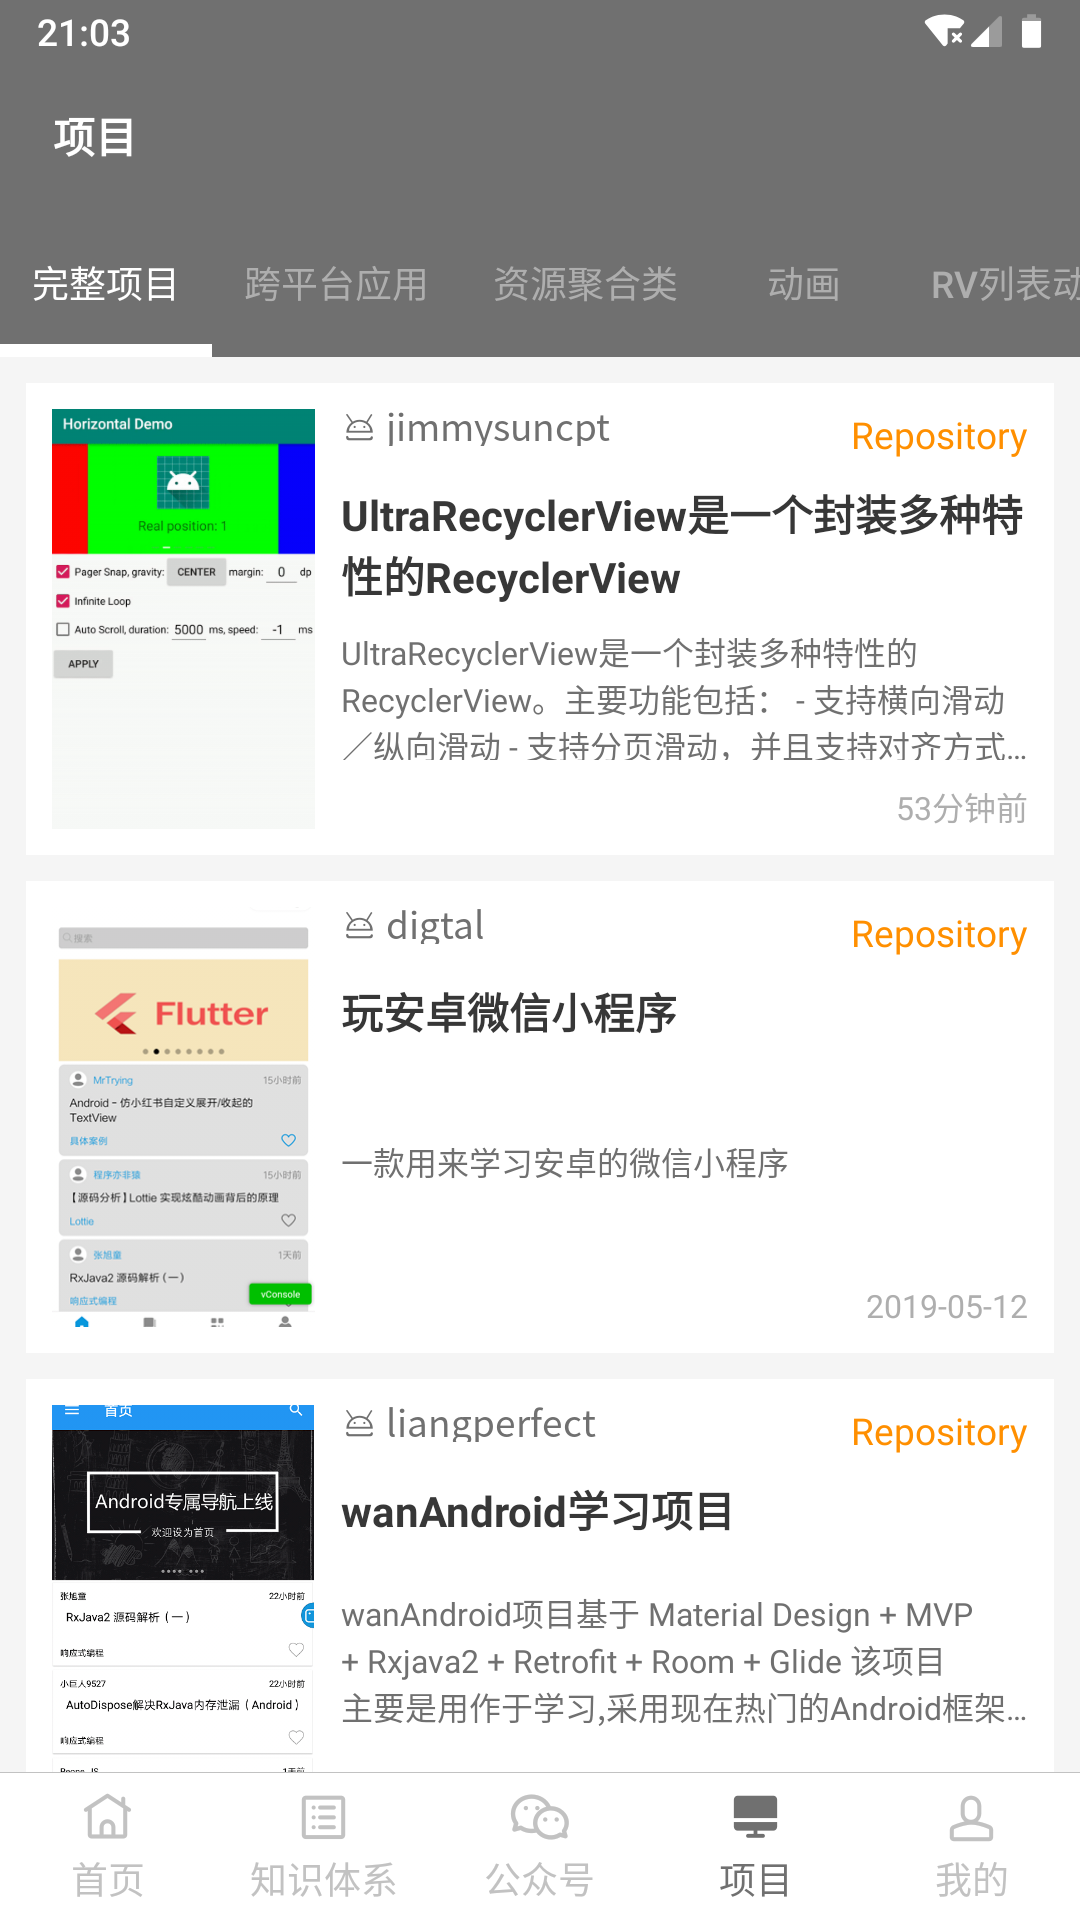 21:03
项目
完整项目 跨平台应用 资源聚合类 动画 RV列表动
Horizontal Demo
Real position: 1
Pager Snap, gravity: CENTER margin: 0 dp
Infinite Loop
Auto Scroll, duration: 5000 ms, speed: -1 ms
APPLY
jimmysuncpt
Repository
UltraRecyclerView是一个封装多种特
性的RecyclerView
UltraRecyclerView是一个封装多种特性的
RecyclerView。主要功能包括： - 支持横向滑动
／纵向滑动 - 支持分页滑动，并且支持对齐方式...
53分钟前
搜索
Flutter
MrTrying 15小时前
Android - 仿小红书自定义展开/收起的
TextView
具体案例
程序亦非猿 15小时前
【源码分析】Lottie 实现炫酷动画背后的原理
Lottie
张旭童 1天前
RxJava2 源码解析 (一)
响应式编程
vConsole
digtal
Repository
玩安卓微信小程序
一款用来学习安卓的微信小程序
2019-05-12
首页
Android专属导航上线
欢迎设为首页
张旭童 22小时前
RxJava2 源码解析（一）
响应式编程
小巨人9527 22小时前
AutoDispose解决RxJava内存泄漏（Android）
响应式编程
liangperfect
Repository
wanAndroid学习项目
wanAndroid项目基于 Material Design + MVP
+ Rxjava2 + Retrofit + Room + Glide 该项目
主要是用作于学习,采用现在热门的Android框架...
首页 知识体系 公众号 项目 我的